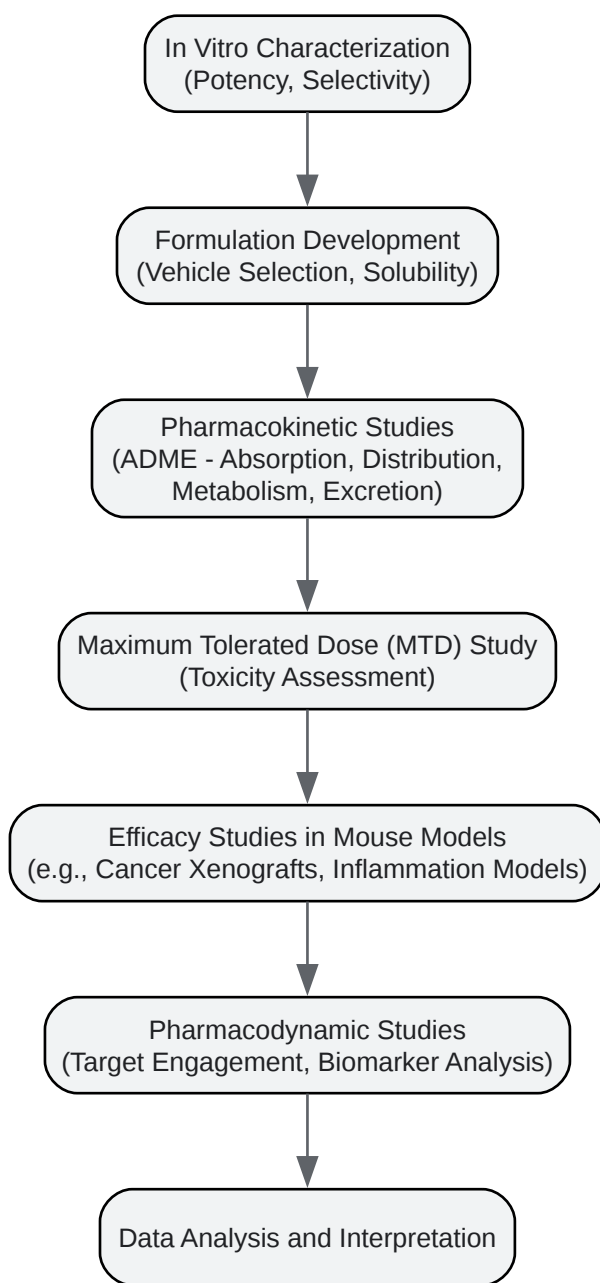 In Vitro Characterization
(Potency, Selectivity)
Formulation Development
(Vehicle Selection, Solubility)
Pharmacokinetic Studies
(ADME - Absorption, Distribution,
Metabolism, Excretion)
Maximum Tolerated Dose (MTD) Study
(Toxicity Assessment)
Efficacy Studies in Mouse Models
(e.g., Cancer Xenografts, Inflammation Models)
Pharmacodynamic Studies
(Target Engagement, Biomarker Analysis)
Data Analysis and Interpretation